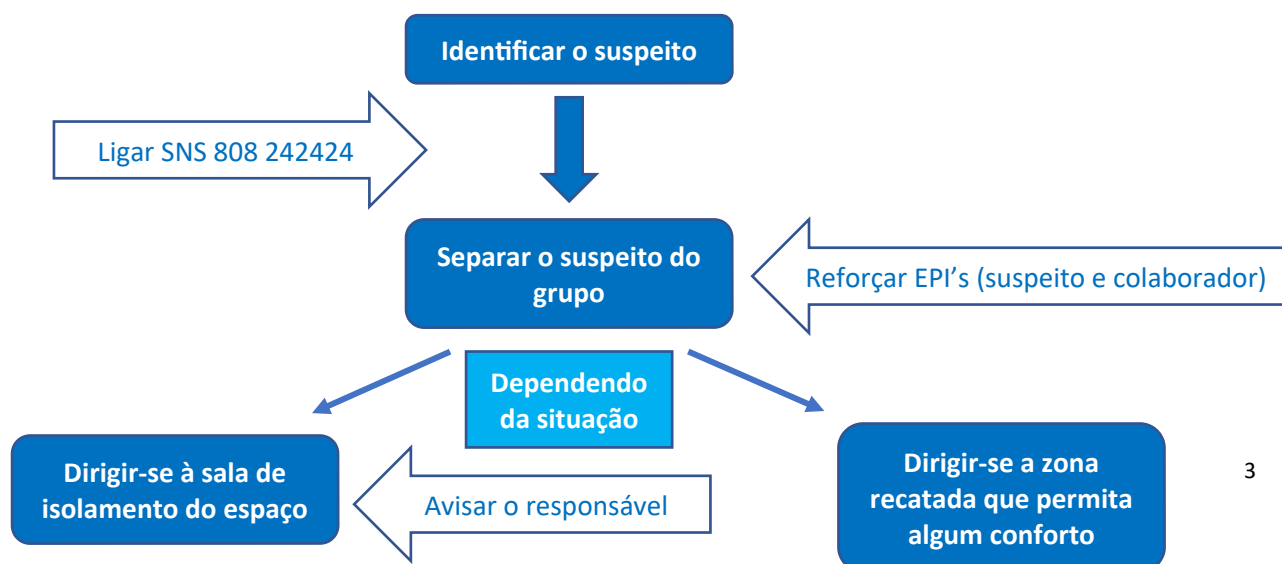 Identificar o suspeito
Ligar SNS 808 242424
Separar o suspeito do
grupo
Reforçar EPI’s (suspeito e colaborador)
Dependendo
da situação
Dirigir-se à sala de
isolamento do espaço
Avisar o responsável
Dirigir-se a zona
recatada que permita
algum conforto
3